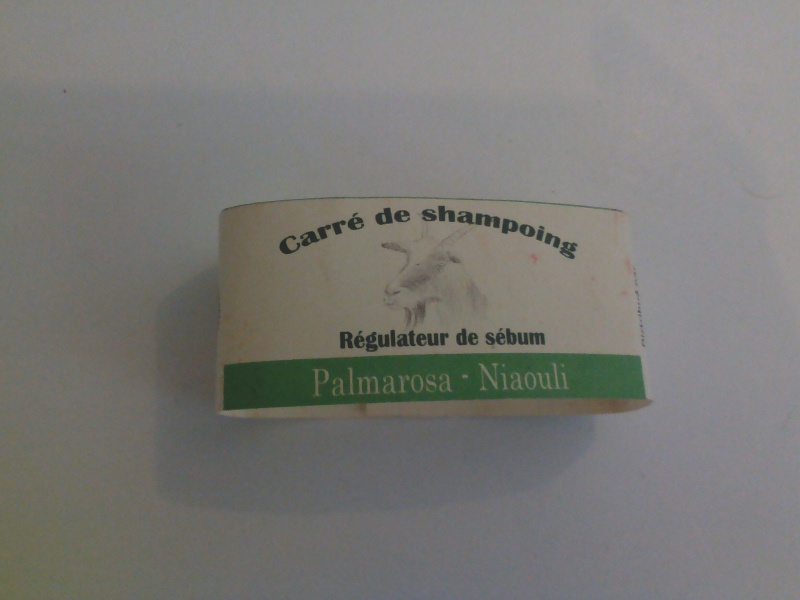 Carré de shampoing
Régulateur de sébum
Palmarosa - Niaouli